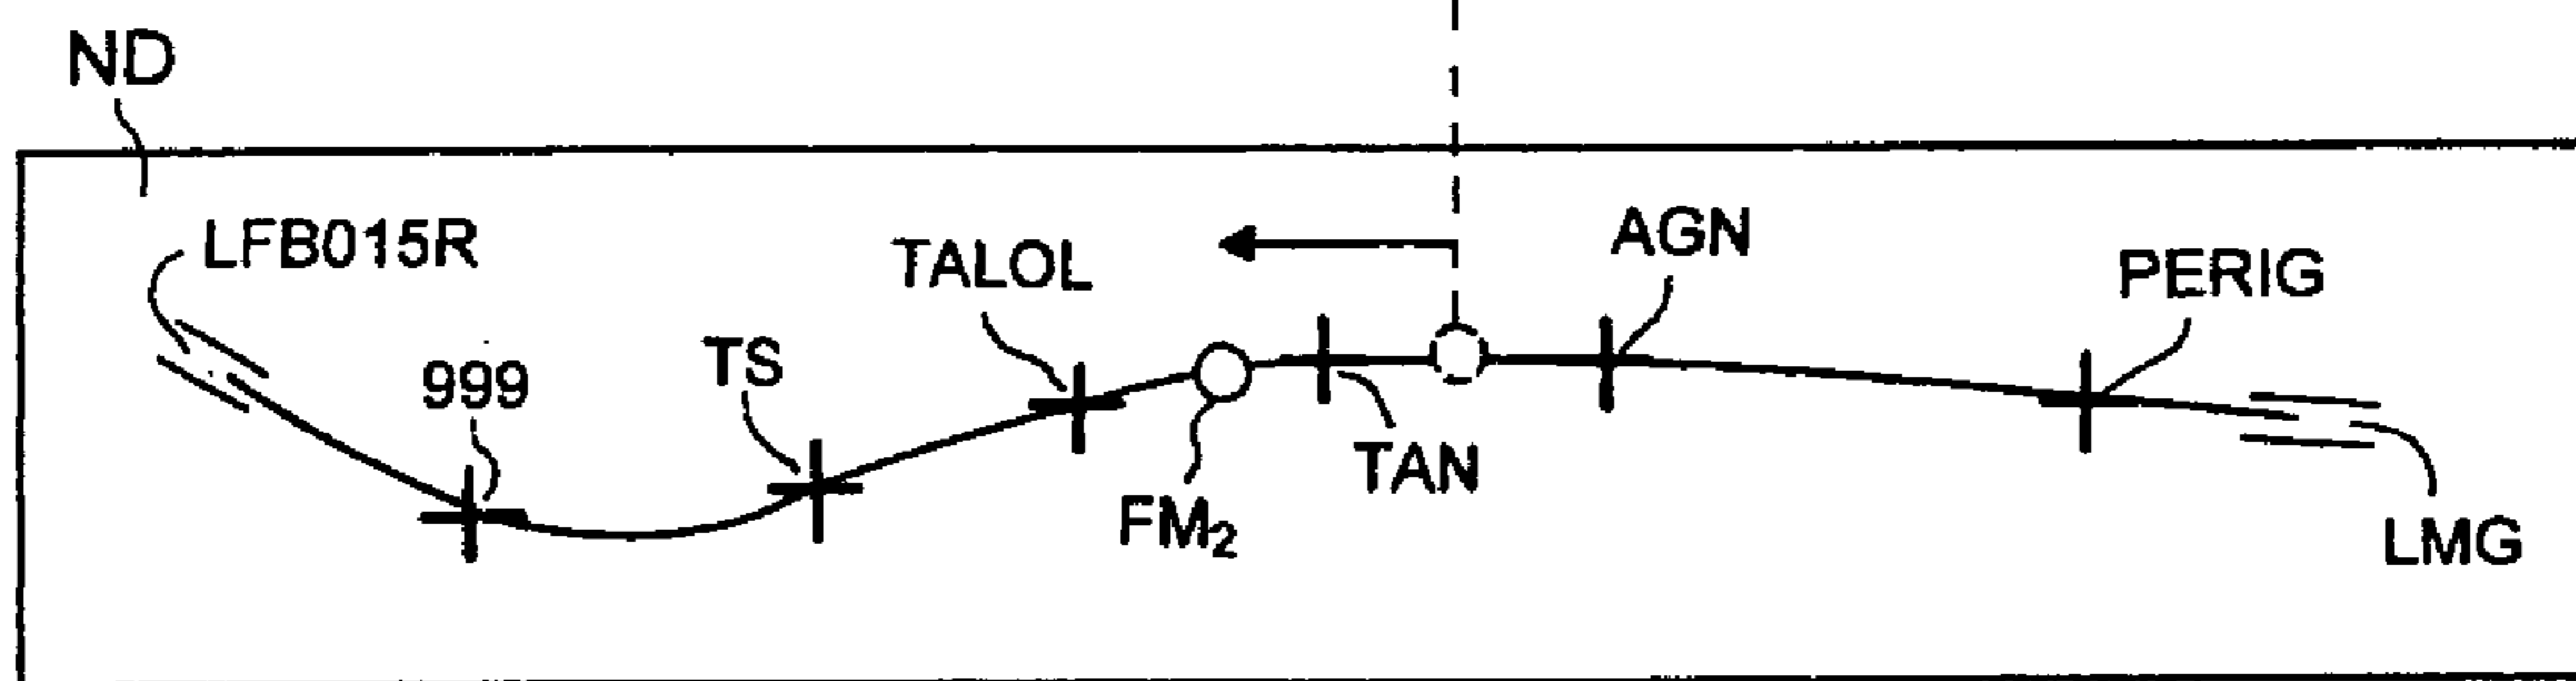 ND
LFB015R
999
TS
TALOL
FM₂
TAN
AGN
PERIG
LMG